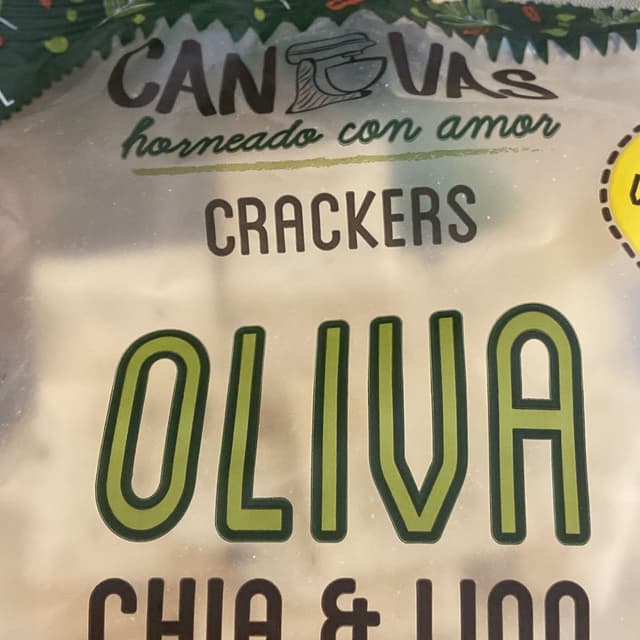 CANVAS
horneado con amor
CRACKERS
OLIVA
CHIA & LINO